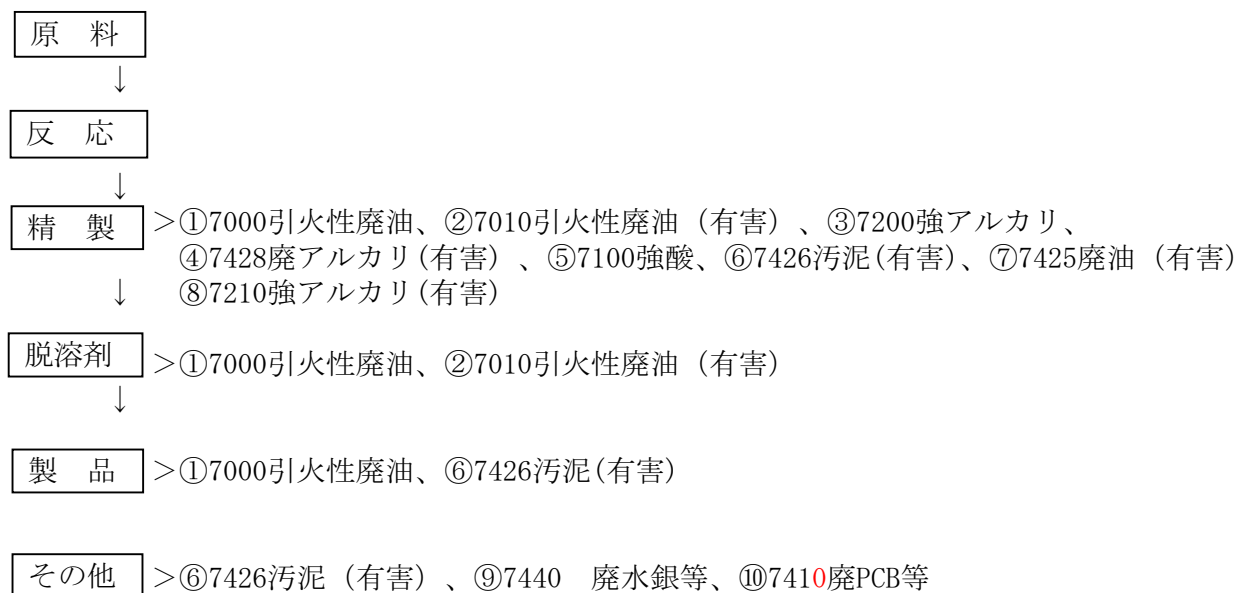 原　料
↓
反　応
↓
精　製 ＞①7000引火性廃油、②7010引火性廃油（有害）、③7200強アルカリ、
④7428廃アルカリ(有害）、⑤7100強酸、⑥7426汚泥(有害)、⑦7425廃油（有害）
↓ ⑧7210強アルカリ(有害)
脱溶剤 ＞①7000引火性廃油、②7010引火性廃油（有害）
↓
製　品 ＞①7000引火性廃油、⑥7426汚泥(有害)
その他 ＞⑥7426汚泥（有害）、⑨7440　廃水銀等、⑩7410廃PCB等